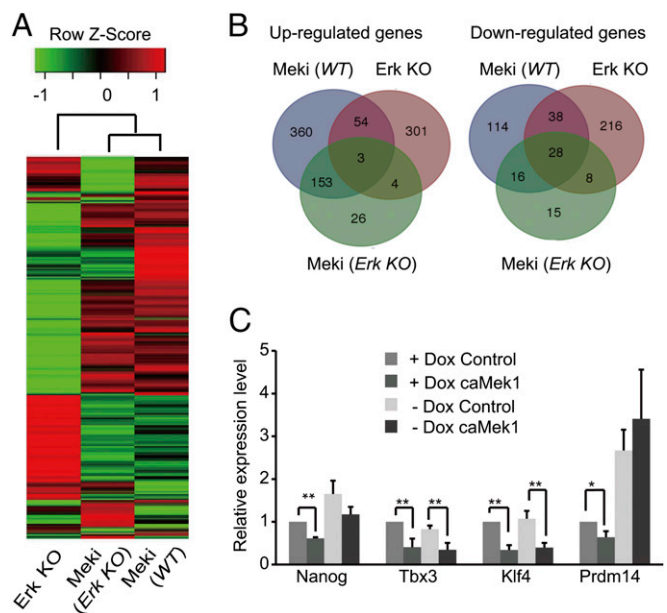 A
Row Z-Score
-1 0 1
Erk KO
Meki
(Erk KO)
Meki
(WT)
B
Up-regulated genes
Meki (WT) Erk KO
360
54
301
3
153
4
26
Meki (Erk KO)
Down-regulated genes
Meki (WT) Erk KO
114
38
216
28
16
8
15
Meki (Erk KO)
C
Relative expression level
5
4
3
2
1
0
+ Dox Control
+ Dox caMek1
- Dox Control
- Dox caMek1
**
**
**
**
**
*
Nanog Tbx3 Klf4 Prdm14